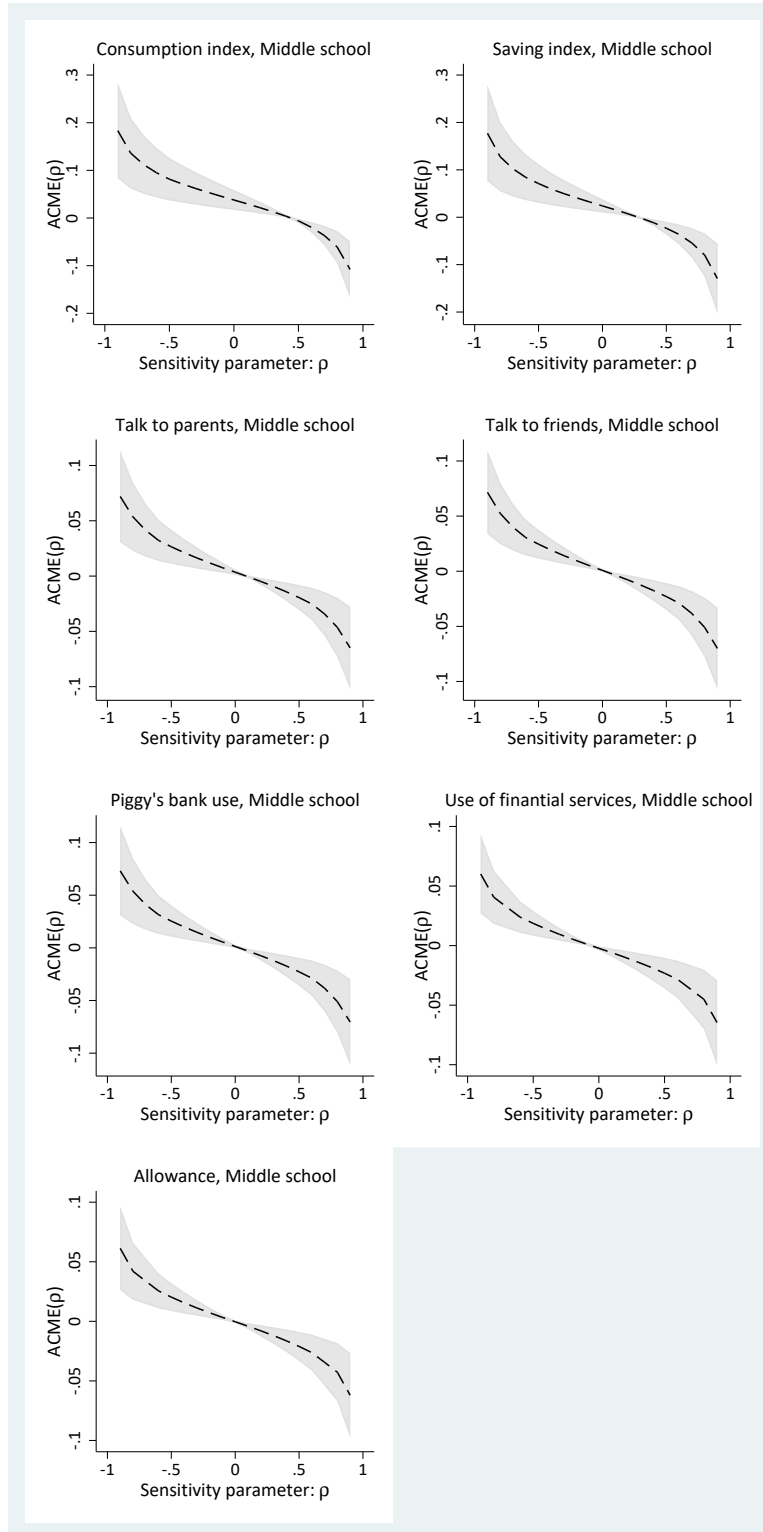 Consumption index, Middle school
ACME(ρ)
.3
.2
.1
0
-.1
-.2
-1 -.5 0 .5 1
Sensitivity parameter: ρ
Saving index, Middle school
ACME(ρ)
.3
.2
.1
0
-.1
-.2
-1 -.5 0 .5 1
Sensitivity parameter: ρ
Talk to parents, Middle school
ACME(ρ)
.1
.05
0
-.05
-.1
-1 -.5 0 .5 1
Sensitivity parameter: ρ
Talk to friends, Middle school
ACME(ρ)
.1
.05
0
-.05
-.1
-1 -.5 0 .5 1
Sensitivity parameter: ρ
Piggy's bank use, Middle school
ACME(ρ)
.1
.05
0
-.05
-.1
-1 -.5 0 .5 1
Sensitivity parameter: ρ
Use of finantial services, Middle school
ACME(ρ)
.1
.05
0
-.05
-.1
-1 -.5 0 .5 1
Sensitivity parameter: ρ
Allowance, Middle school
ACME(ρ)
.1
.05
0
-.05
-.1
-1 -.5 0 .5 1
Sensitivity parameter: ρ